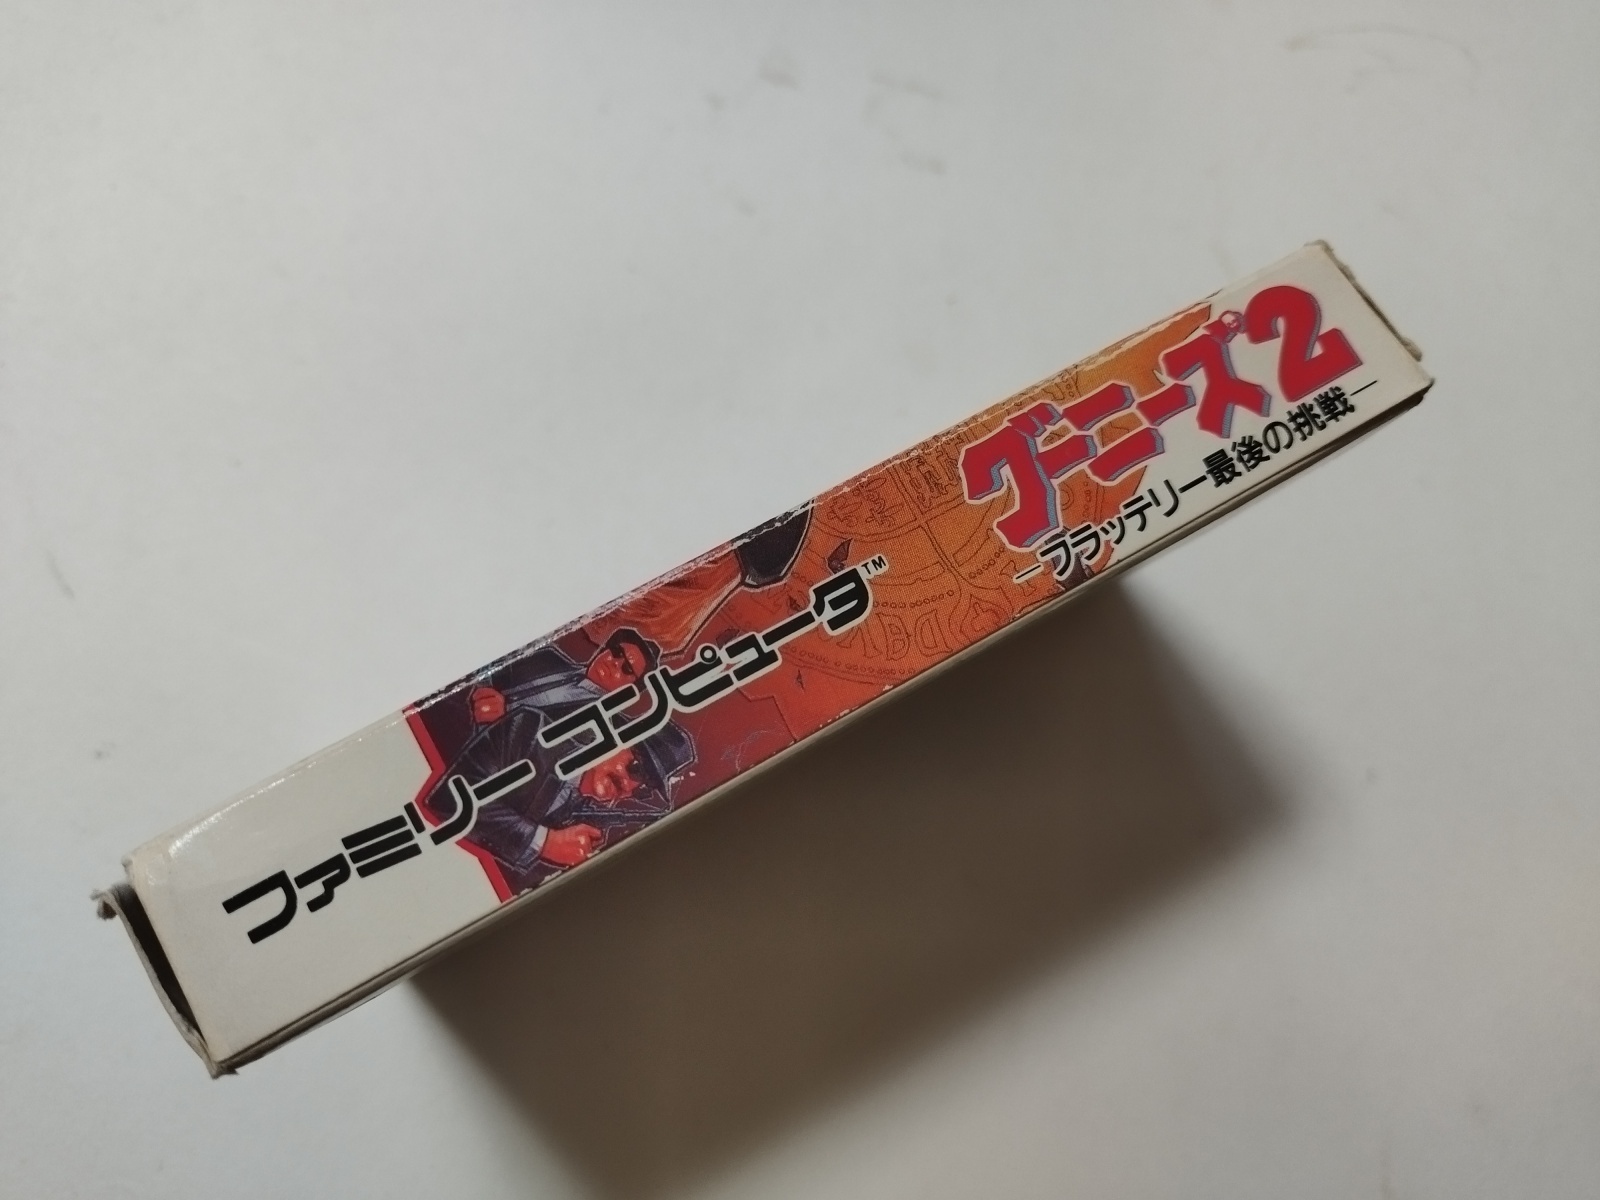 ファミリー コンピュータ™
グーニーズ2
―フラッテリー最後の挑戦―